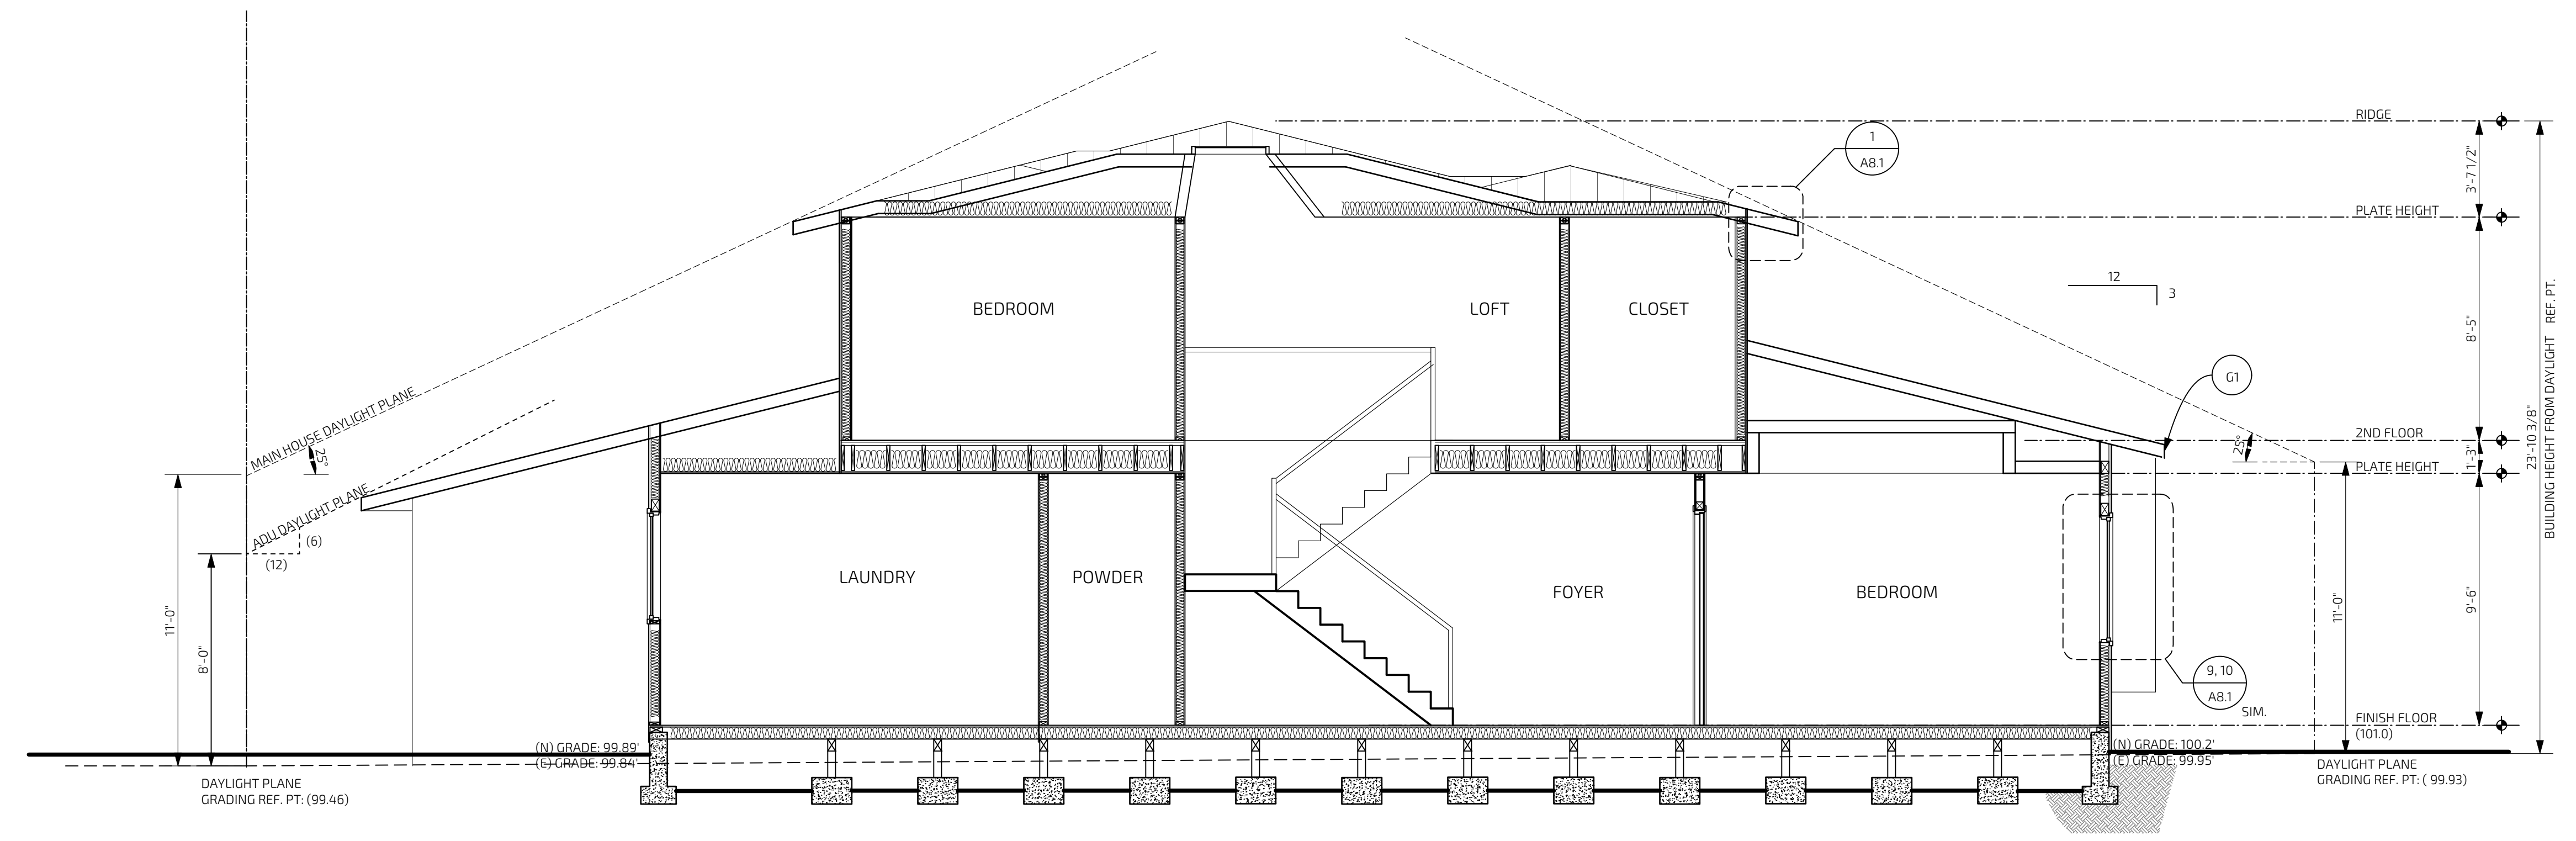 RIDGE
1
A8.1
3'-7 1/2"
PLATE HEIGHT
12
3
BEDROOM
LOFT
CLOSET
8'-5"
BUILDING HEIGHT FROM DAYLIGHT REF. PT.
23'-10 3/8"
G1
MAIN HOUSE DAYLIGHT PLANE
25°
2ND FLOOR
25°
1'-3"
PLATE HEIGHT
ADU DAYLIGHT PLANE
(6)
(12)
LAUNDRY
POWDER
FOYER
BEDROOM
11'-0"
8'-0"
11'-0"
9'-6"
9, 10
A8.1
SIM.
FINISH FLOOR
(101.0)
(N) GRADE: 99.89'
(E) GRADE: 99.84'
(N) GRADE: 100.2'
(E) GRADE: 99.95'
DAYLIGHT PLANE
GRADING REF. PT: (99.46)
DAYLIGHT PLANE
GRADING REF. PT: ( 99.93)